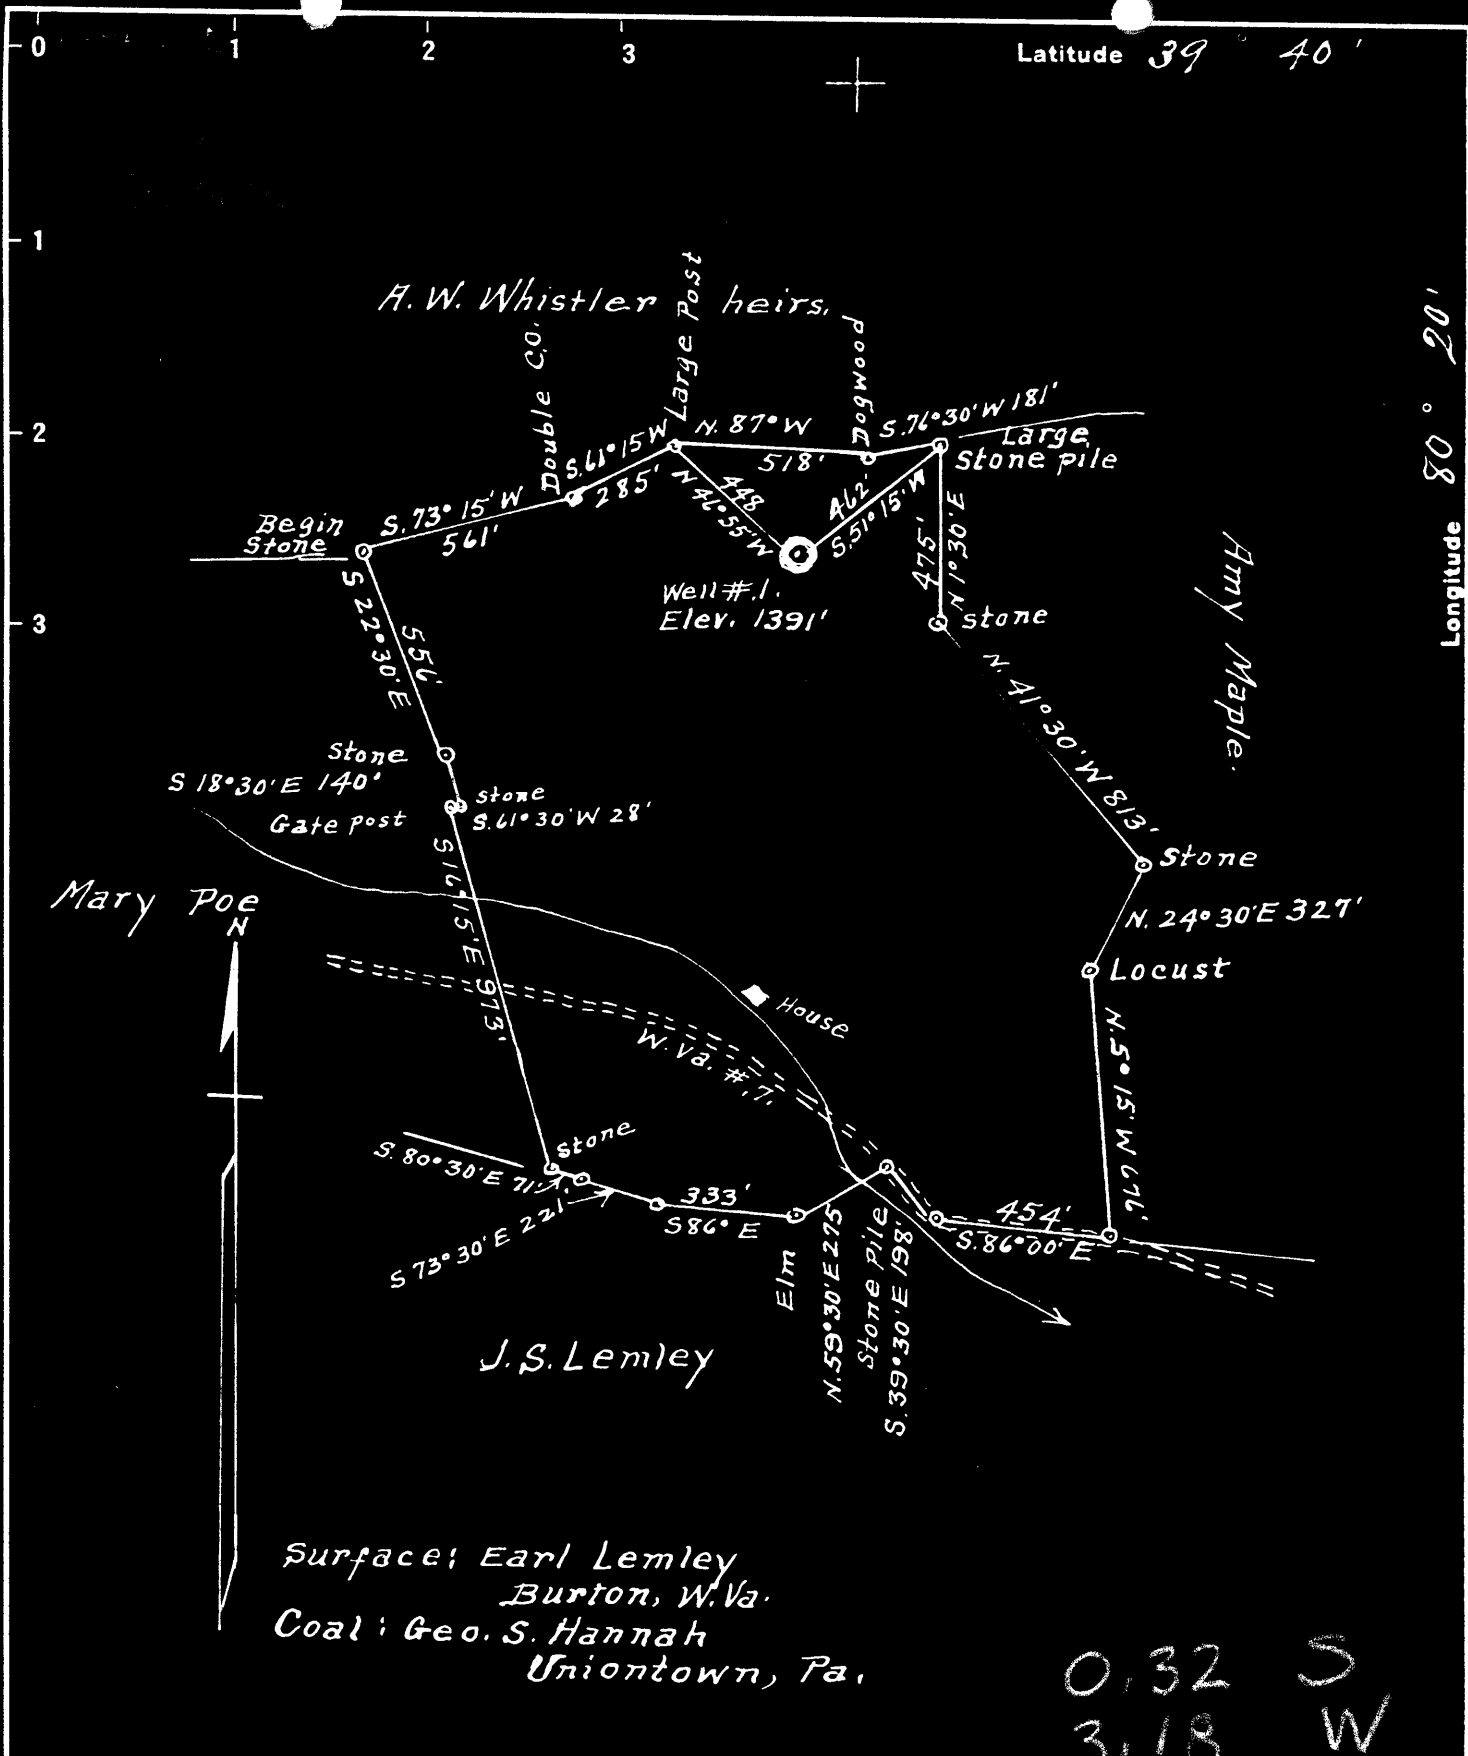 0 1 2 3 Latitude 39° 40'
1
2
3
Longitude 80° 20'
A. W. Whistler heirs.
Double C.O.
Large Post
Dogwood
S. 76°30' W 181'
Large
Stone pile
N. 87° W
518'
S. 61°15 W
285'
S. 73° 15' W
561'
Begin
Stone
448
N 46°55' W
462'
S. 51°15' W
475'
N 1°30' E
Well #.1.
Elev. 1391'
stone
S 22°30' E
556'
N. 41°30' W 813'
Amy Maple.
Stone
S 18°30' E 140'
stone
Gate post
S. 61°30' W 28'
Stone
N. 24°30' E 327'
Mary Poe
N
S 16°15' E 973'
Locust
House
W. Va. #.7.
N. 5° 15' W 676'
stone
S. 80°30' E 71'
S 73°30' E 221'
333'
S 86° E
454'
S. 86°00' E
Elm
N. 59°30' E 275
Stone Pile
S. 39°30' E 198'
J. S. Lemley
Surface: Earl Lemley
Burton, W. Va.
Coal: Geo. S. Hannah
Uniontown, Pa.
0.32 S
3.18 W